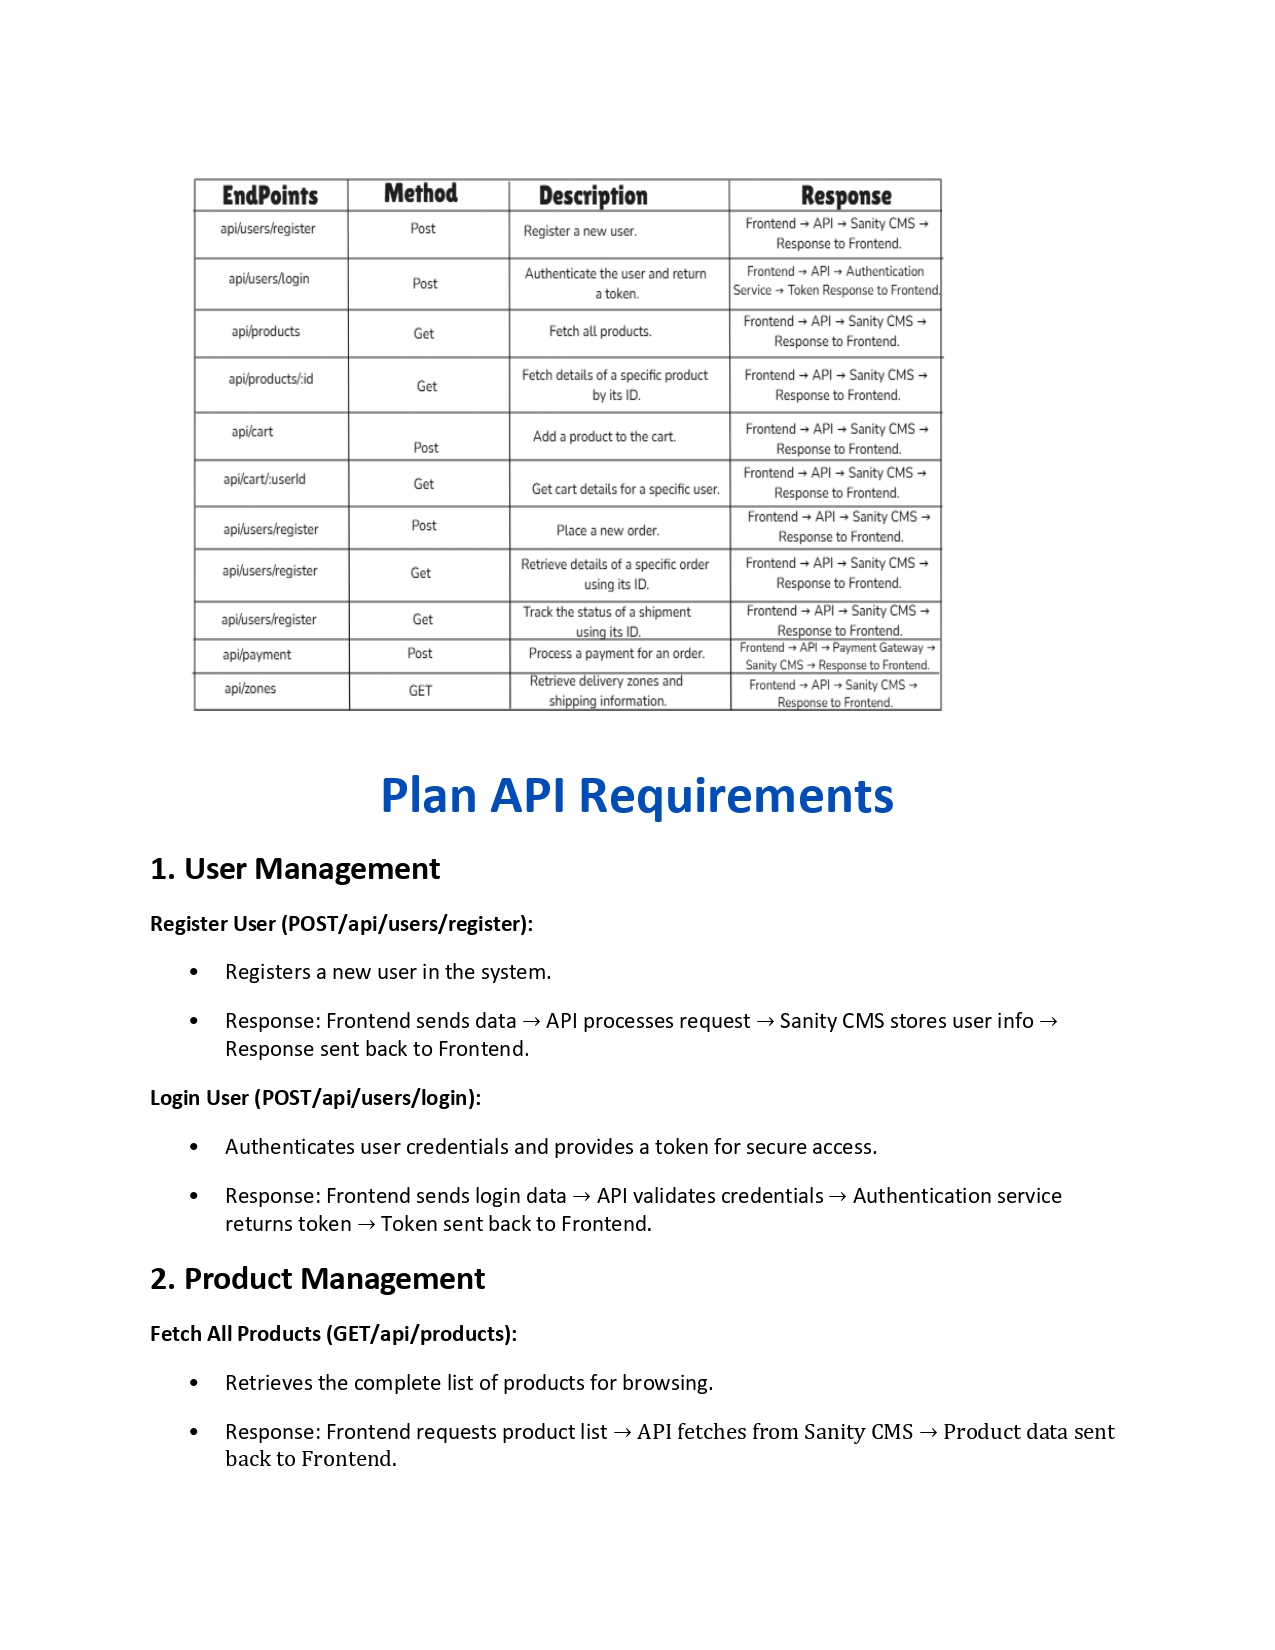 EndPoints Method Description Response
api/users/register Post Register a new user. Frontend → API → Sanity CMS →
Response to Frontend.
api/users/login Post Authenticate the user and return
a token. Frontend → API → Authentication
Service → Token Response to Frontend.
api/products Get Fetch all products. Frontend → API → Sanity CMS →
Response to Frontend.
api/products/:id Get Fetch details of a specific product
by its ID. Frontend → API → Sanity CMS →
Response to Frontend.
api/cart Post Add a product to the cart. Frontend → API → Sanity CMS →
Response to Frontend.
api/cart/:userId Get Get cart details for a specific user. Frontend → API → Sanity CMS →
Response to Frontend.
api/users/register Post Place a new order. Frontend → API → Sanity CMS →
Response to Frontend.
api/users/register Get Retrieve details of a specific order
using its ID. Frontend → API → Sanity CMS →
Response to Frontend.
api/users/register Get Track the status of a shipment
using its ID. Frontend → API → Sanity CMS →
Response to Frontend.
api/payment Post Process a payment for an order. Frontend → API → Payment Gateway →
Sanity CMS → Response to Frontend.
api/zones GET Retrieve delivery zones and
shipping information. Frontend → API → Sanity CMS →
Response to Frontend.
Plan API Requirements
1. User Management
Register User (POST/api/users/register):
• Registers a new user in the system.
• Response: Frontend sends data → API processes request → Sanity CMS stores user info →
Response sent back to Frontend.
Login User (POST/api/users/login):
• Authenticates user credentials and provides a token for secure access.
• Response: Frontend sends login data → API validates credentials → Authentication service
returns token → Token sent back to Frontend.
2. Product Management
Fetch All Products (GET/api/products):
• Retrieves the complete list of products for browsing.
• Response: Frontend requests product list → API fetches from Sanity CMS → Product data sent
back to Frontend.